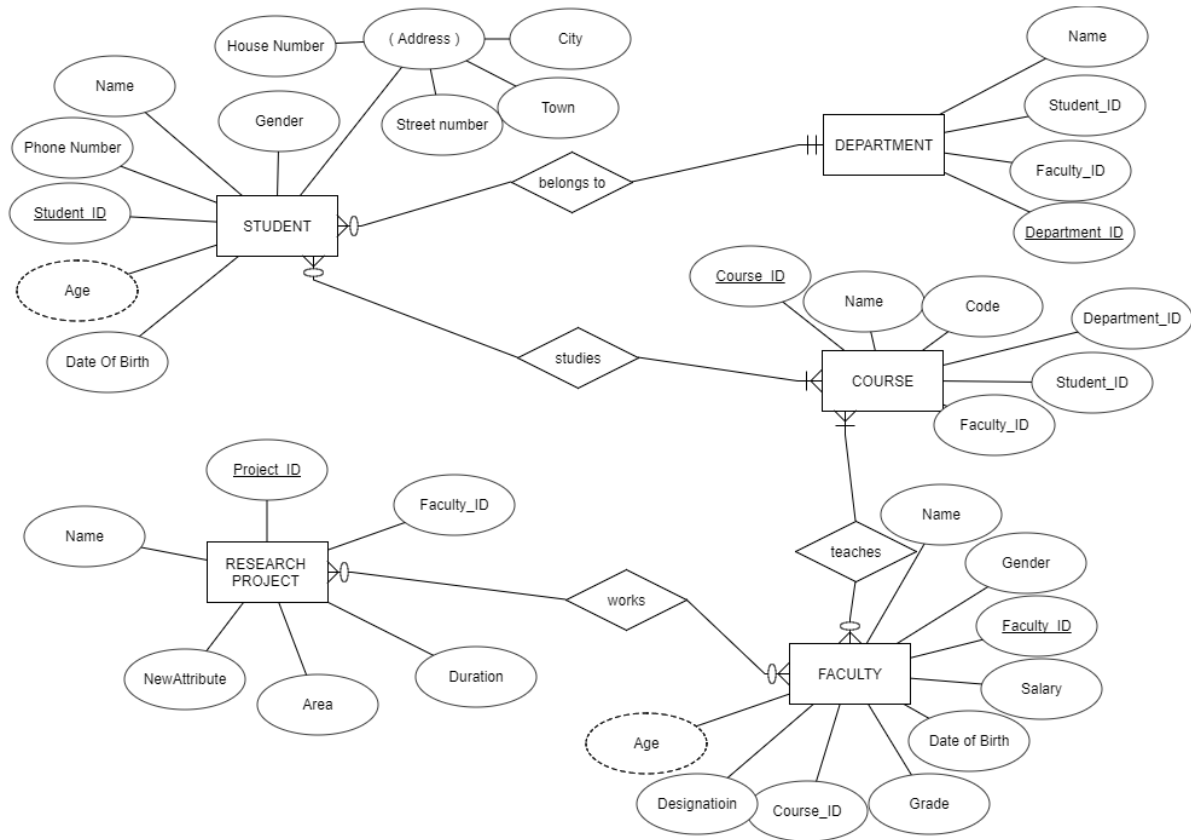 House Number
( Address )
City
Name
Name
Gender
Street number
Town
Student_ID
Phone Number
DEPARTMENT
belongs to
Faculty_ID
Student_ID
STUDENT
Department_ID
Course_ID
Age
Name
Code
Department_ID
Date Of Birth
studies
COURSE
Student_ID
Faculty_ID
Project_ID
Faculty_ID
Name
Name
RESEARCH
PROJECT
teaches
Gender
works
Faculty_ID
NewAttribute
Duration
FACULTY
Salary
Area
Age
Date of Birth
Designatioin
Course_ID
Grade